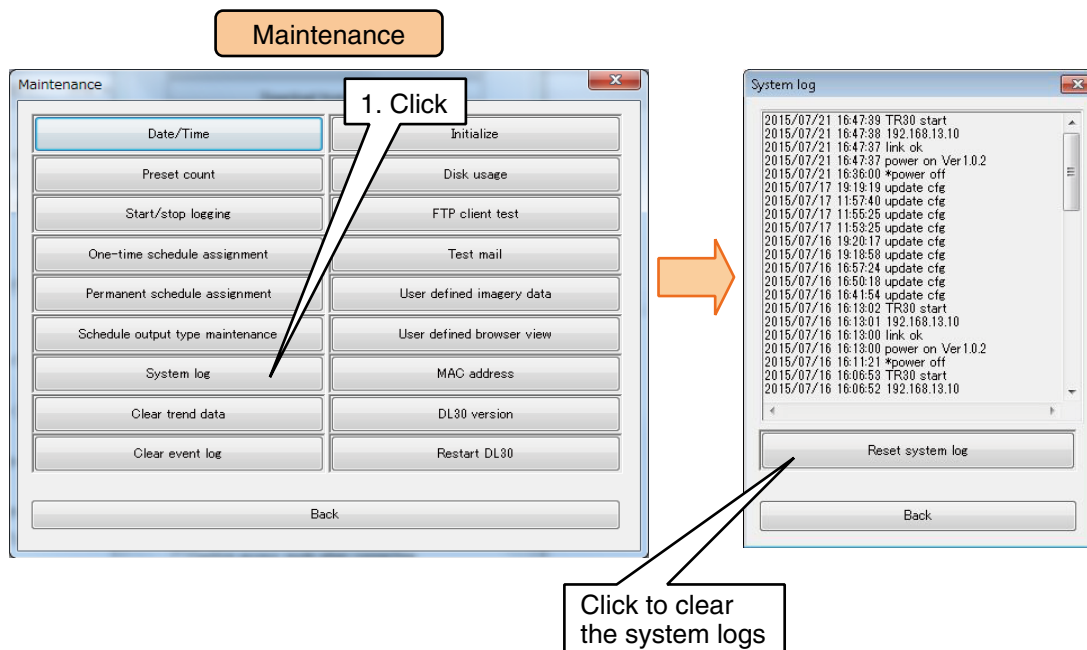 Maintenance
Maintenance
1. Click
Date/Time
Initialize
Preset count
Disk usage
Start/stop logging
FTP client test
One-time schedule assignment
Test mail
Permanent schedule assignment
User defined imagery data
Schedule output type maintenance
User defined browser view
System log
MAC address
Clear trend data
DL30 version
Clear event log
Restart DL30
Back
System log
2015/07/21 16:47:39 TR30 start
2015/07/21 16:47:38 192.168.13.10
2015/07/21 16:47:37 link ok
2015/07/21 16:47:37 power on Ver1.0.2
2015/07/21 16:36:00 *power off
2015/07/17 19:19:19 update cfg
2015/07/17 11:57:40 update cfg
2015/07/17 11:55:25 update cfg
2015/07/17 11:53:25 update cfg
2015/07/16 19:20:17 update cfg
2015/07/16 19:18:58 update cfg
2015/07/16 16:57:24 update cfg
2015/07/16 16:50:18 update cfg
2015/07/16 16:41:54 update cfg
2015/07/16 16:13:02 TR30 start
2015/07/16 16:13:01 192.168.13.10
2015/07/16 16:13:00 link ok
2015/07/16 16:13:00 power on Ver1.0.2
2015/07/16 16:11:21 *power off
2015/07/16 16:06:53 TR30 start
2015/07/16 16:06:52 192.168.13.10
Reset system log
Back
Click to clear
the system logs